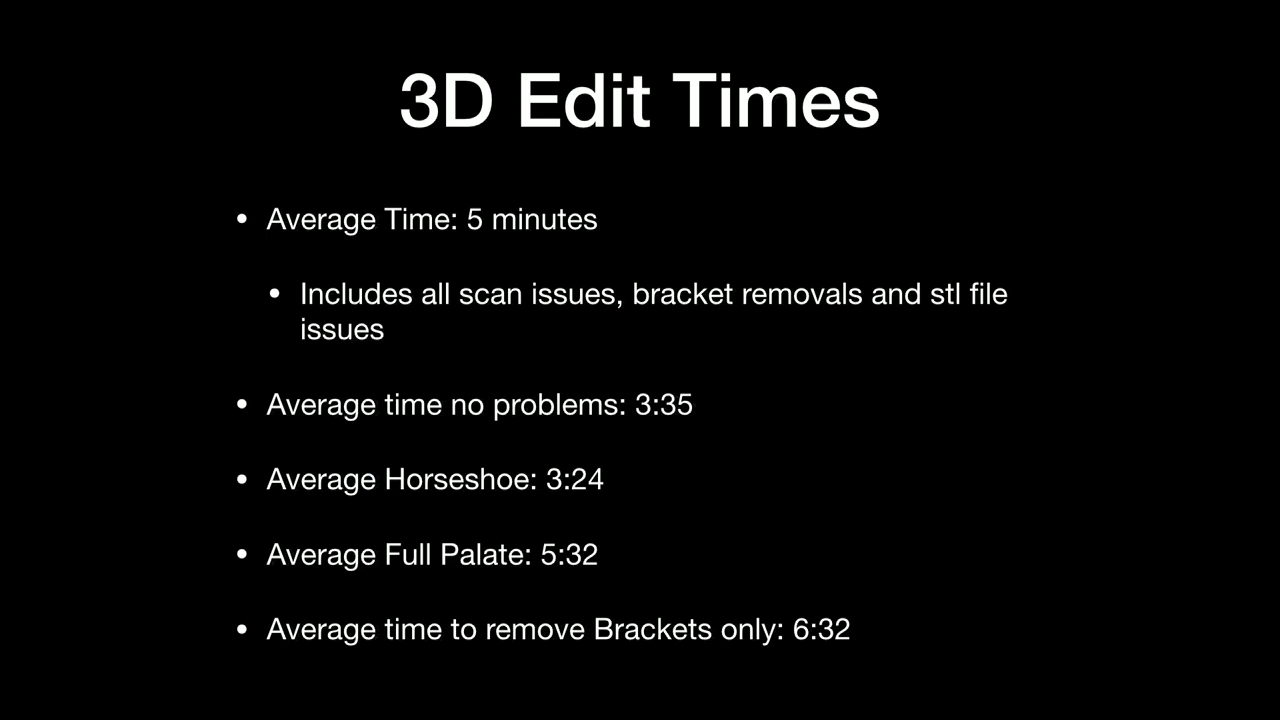 3D Edit Times
• Average Time: 5 minutes
• Includes all scan issues, bracket removals and stl file
issues
• Average time no problems: 3:35
• Average Horseshoe: 3:24
• Average Full Palate: 5:32
• Average time to remove Brackets only: 6:32